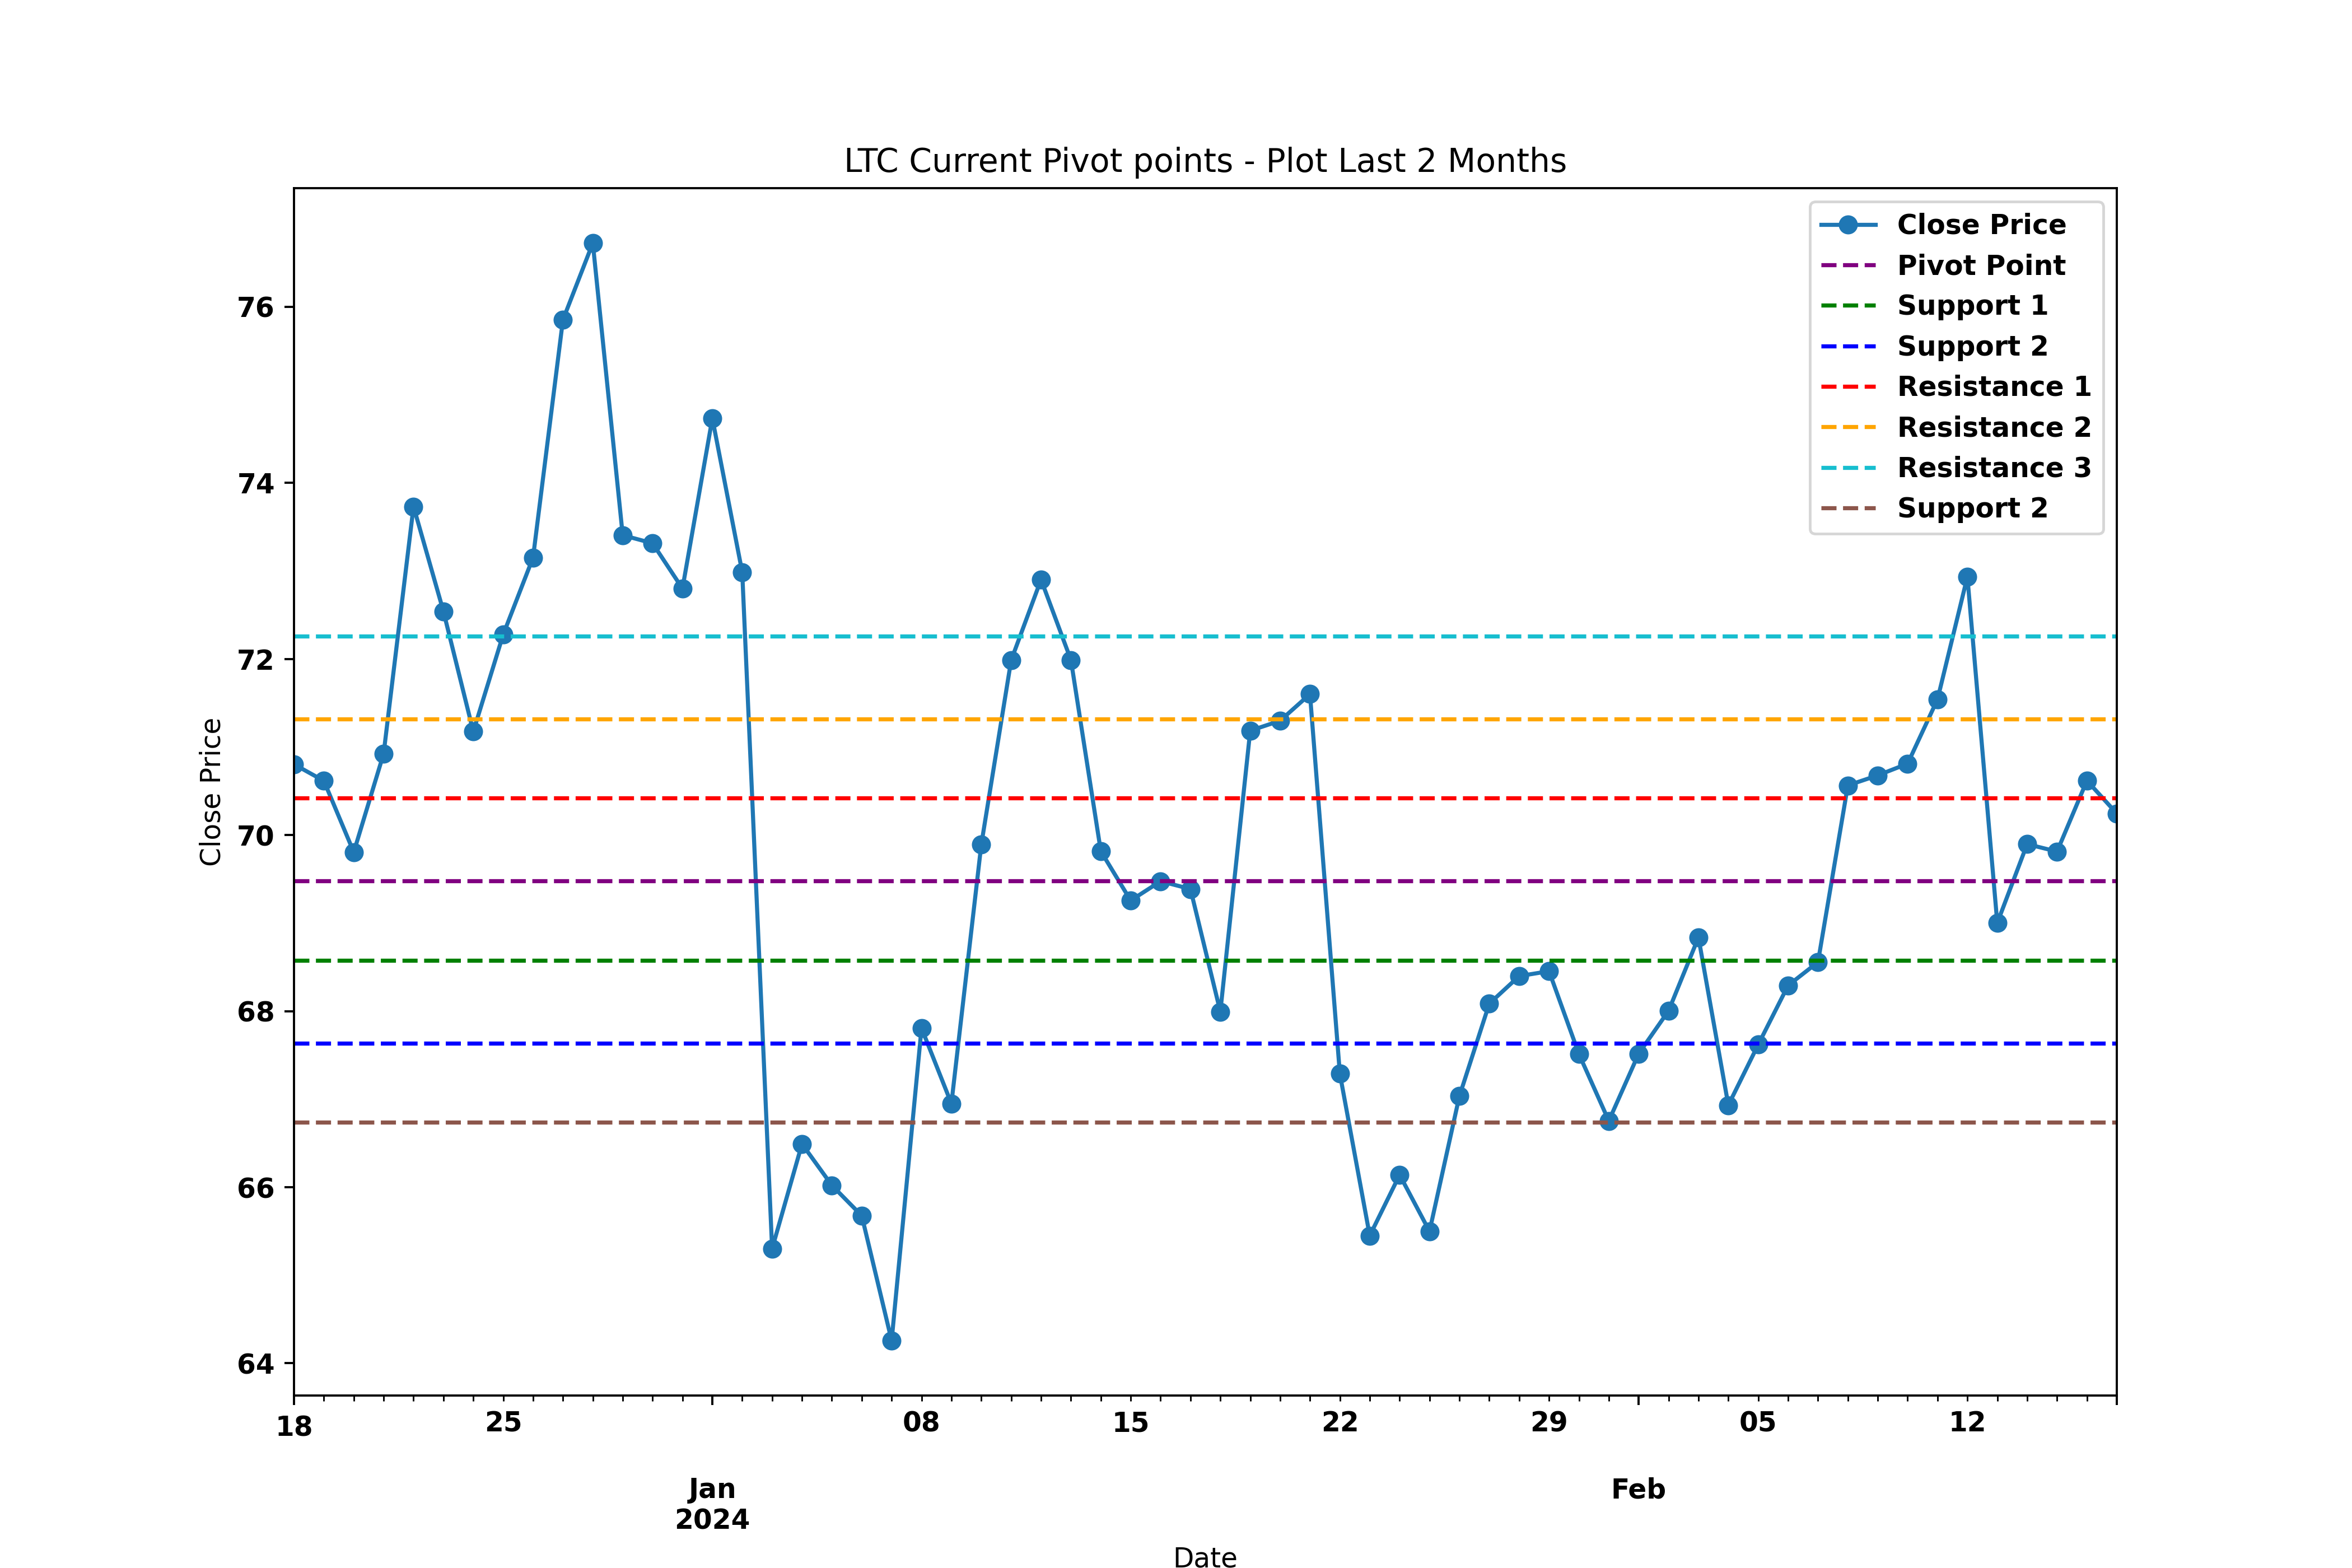 LTC Current Pivot points - Plot Last 2 Months
Close Price
Pivot Point
Support 1
Support 2
Resistance 1
Resistance 2
Resistance 3
Support 2
Close Price
76
74
72
70
68
66
64
18 25 08 15 22 29 05 12
Jan Feb
2024
Date